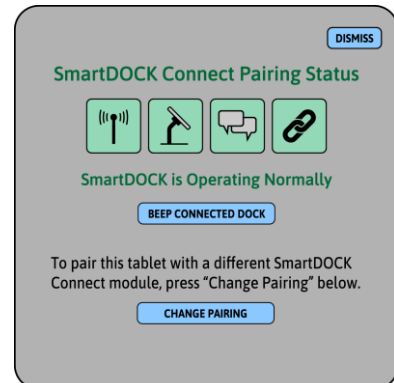 DISMISS
SmartDOCK Connect Pairing Status
SmartDOCK is Operating Normally
BEEP CONNECTED DOCK
To pair this tablet with a different SmartDOCK
Connect module, press “Change Pairing” below.
CHANGE PAIRING